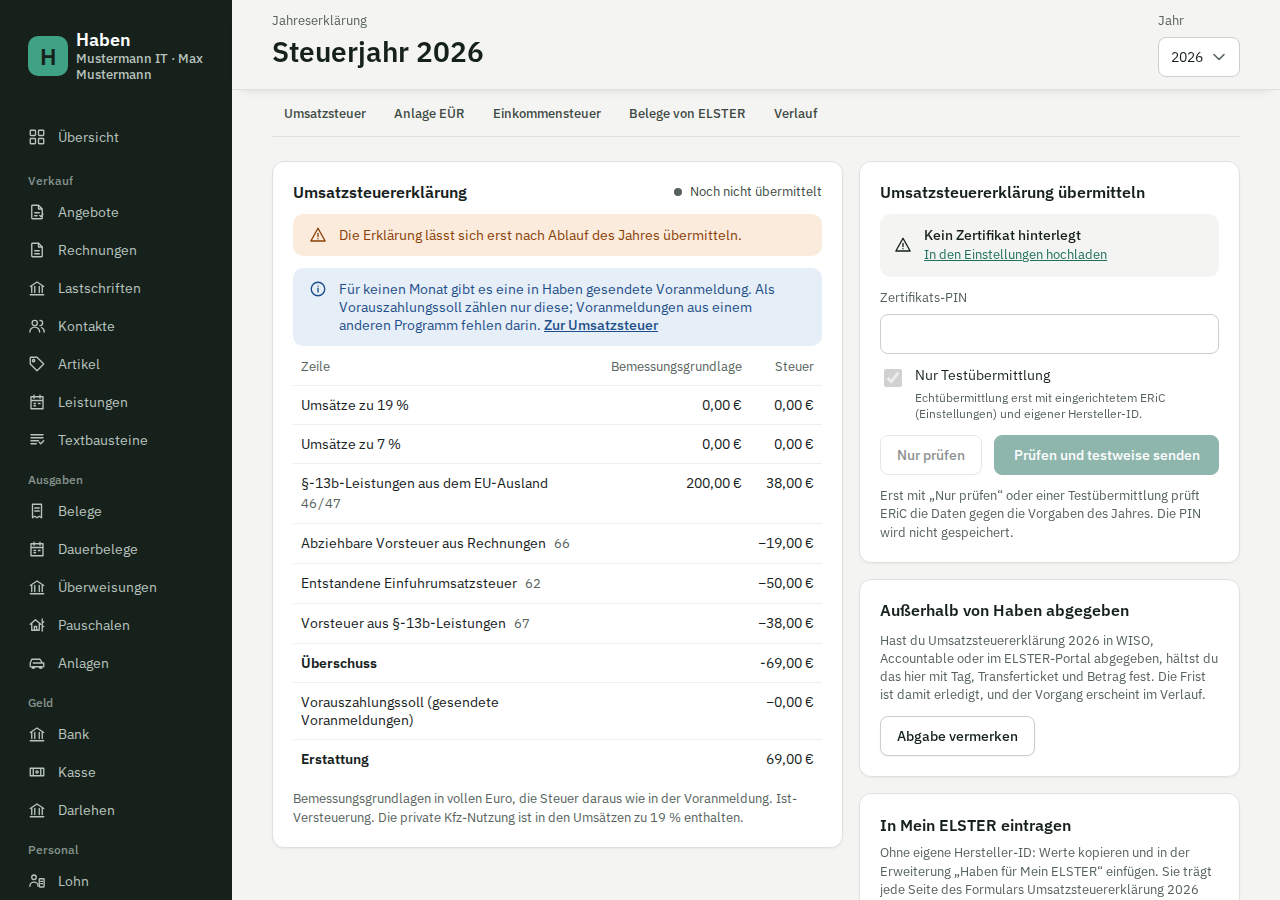 H
Haben
Mustermann IT · Max
Mustermann
Übersicht
Verkauf
Angebote
Rechnungen
Lastschriften
Kontakte
Artikel
Leistungen
Textbausteine
Ausgaben
Belege
Dauerbelege
Überweisungen
Pauschalen
Anlagen
Geld
Bank
Kasse
Darlehen
Personal
Lohn
Jahreserklärung
Steuerjahr 2026
Jahr
2026
Umsatzsteuer
Anlage EÜR
Einkommensteuer
Belege von ELSTER
Verlauf
Umsatzsteuererklärung
Noch nicht übermittelt
Die Erklärung lässt sich erst nach Ablauf des Jahres übermitteln.
Für keinen Monat gibt es eine in Haben gesendete Voranmeldung. Als
Vorauszahlungssoll zählen nur diese; Voranmeldungen aus einem
anderen Programm fehlen darin. Zur Umsatzsteuer
Zeile Bemessungsgrundlage Steuer
Umsätze zu 19 % 0,00 € 0,00 €
Umsätze zu 7 % 0,00 € 0,00 €
§-13b-Leistungen aus dem EU-Ausland 200,00 € 38,00 €
46/47
Abziehbare Vorsteuer aus Rechnungen 66 −19,00 €
Entstandene Einfuhrumsatzsteuer 62 −50,00 €
Vorsteuer aus §-13b-Leistungen 67 −38,00 €
Überschuss -69,00 €
Vorauszahlungssoll (gesendete −0,00 €
Voranmeldungen)
Erstattung 69,00 €
Bemessungsgrundlagen in vollen Euro, die Steuer daraus wie in der Voranmeldung. Ist-
Versteuerung. Die private Kfz-Nutzung ist in den Umsätzen zu 19 % enthalten.
Umsatzsteuererklärung übermitteln
Kein Zertifikat hinterlegt
In den Einstellungen hochladen
Zertifikats-PIN
Nur Testübermittlung
Echtübermittlung erst mit eingerichtetem ERiC
(Einstellungen) und eigener Hersteller-ID.
Nur prüfen
Prüfen und testweise senden
Erst mit „Nur prüfen“ oder einer Testübermittlung prüft
ERiC die Daten gegen die Vorgaben des Jahres. Die PIN
wird nicht gespeichert.
Außerhalb von Haben abgegeben
Hast du Umsatzsteuererklärung 2026 in WISO,
Accountable oder im ELSTER-Portal abgegeben, hältst du
das hier mit Tag, Transferticket und Betrag fest. Die Frist
ist damit erledigt, und der Vorgang erscheint im Verlauf.
Abgabe vermerken
In Mein ELSTER eintragen
Ohne eigene Hersteller-ID: Werte kopieren und in der
Erweiterung „Haben für Mein ELSTER“ einfügen. Sie trägt
jede Seite des Formulars Umsatzsteuererklärung 2026